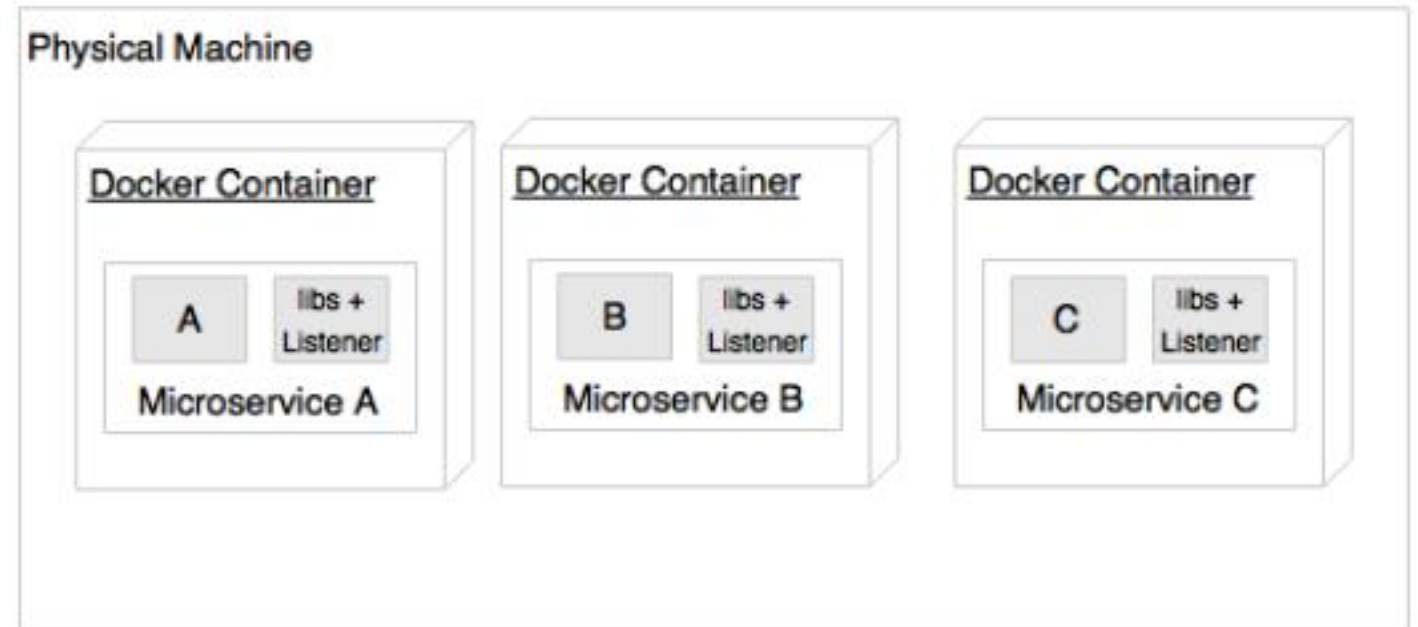 Physical Machine
Docker Container
A
libs +
Listener
Microservice A
Docker Container
B
libs +
Listener
Microservice B
Docker Container
C
libs +
Listener
Microservice C